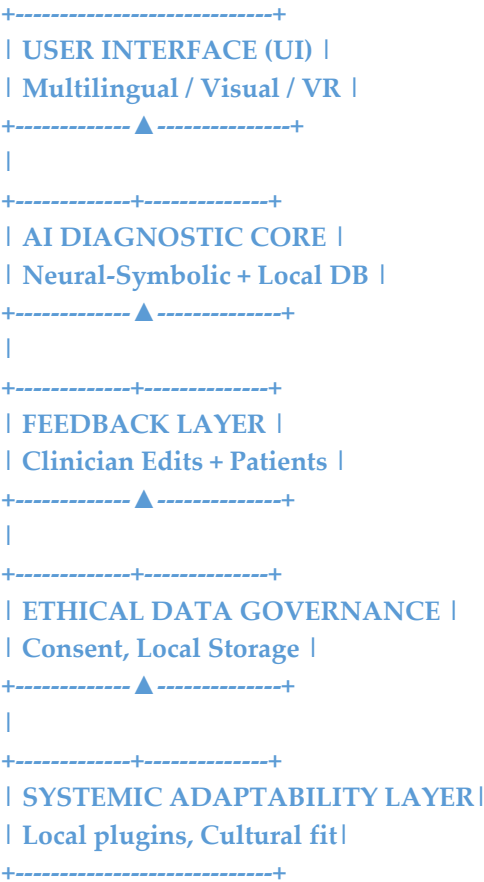 +----------------------------+
| USER INTERFACE (UI) |
| Multilingual / Visual / VR |
+-------------▲---------------+
|
+-------------+--------------+
| AI DIAGNOSTIC CORE |
| Neural-Symbolic + Local DB |
+-------------▲--------------+
|
+-------------+--------------+
| FEEDBACK LAYER |
| Clinician Edits + Patients |
+-------------▲--------------+
|
+-------------+--------------+
| ETHICAL DATA GOVERNANCE |
| Consent, Local Storage |
+-------------▲--------------+
|
+-------------+--------------+
| SYSTEMIC ADAPTABILITY LAYER|
| Local plugins, Cultural fit|
+----------------------------+